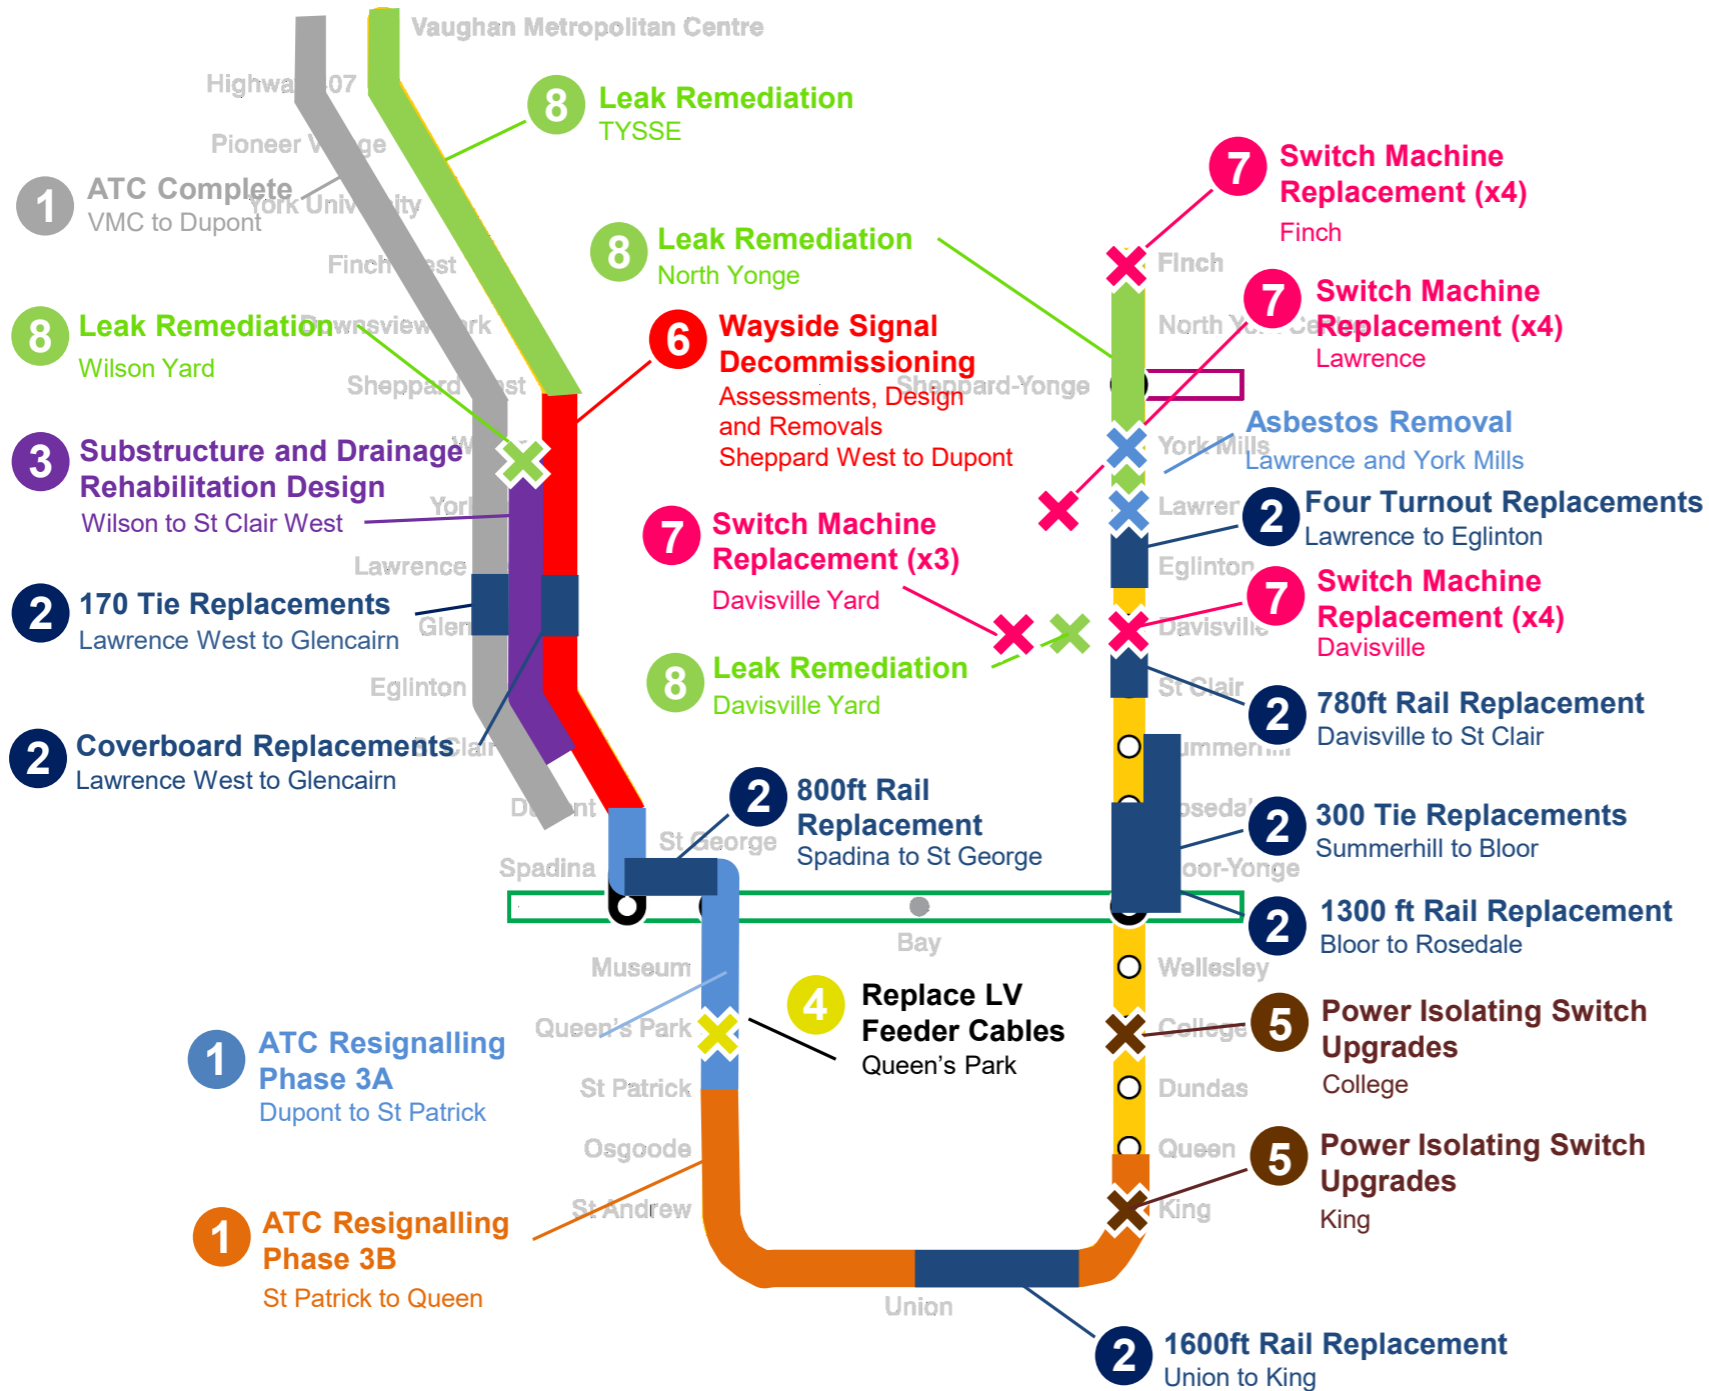 Vaughan Metropolitan Centre
Pioneer
York
Finch
Sheppard
Lawrence
Eglinton
Spadina
St George
Museum
Queen's Park
St Patrick
Osgoode
St Andrew
Union
Bay
Finch
North
Sheppard-Yonge
York Mills
Eglinton
Davisville
St Clair
Wellesley
College
Dundas
Queen
King
1
ATC Complete
VMC to Dupont
8
Leak Remediation
TYSSE
8
Leak Remediation
North Yonge
8
Leak Remediation
Wilson Yard
6
Wayside Signal
Decommissioning
Assessments, Design
and Removals
Sheppard West to Dupont
3
Substructure and Drainage
Rehabilitation Design
Wilson to St Clair West
2
170 Tie Replacements
Lawrence West to Glencairn
2
Coverboard Replacements
Lawrence West to Glencairn
7
Switch Machine
Replacement (x3)
Davisville Yard
8
Leak Remediation
Davisville Yard
2
800ft Rail
Replacement
Spadina to St George
4
Replace LV
Feeder Cables
Queen's Park
1
ATC Resignalling
Phase 3A
Dupont to St Patrick
1
ATC Resignalling
Phase 3B
St Patrick to Queen
7
Switch Machine
Replacement (x4)
Finch
7
Switch Machine
Replacement (x4)
Lawrence
Asbestos Removal
Lawrence and York Mills
2
Four Turnout Replacements
Lawrence to Eglinton
7
Switch Machine
Replacement (x4)
Davisville
2
780ft Rail Replacement
Davisville to St Clair
2
300 Tie Replacements
Summerhill to Bloor
2
1300 ft Rail Replacement
Bloor to Rosedale
5
Power Isolating Switch
Upgrades
College
5
Power Isolating Switch
Upgrades
King
2
1600ft Rail Replacement
Union to King